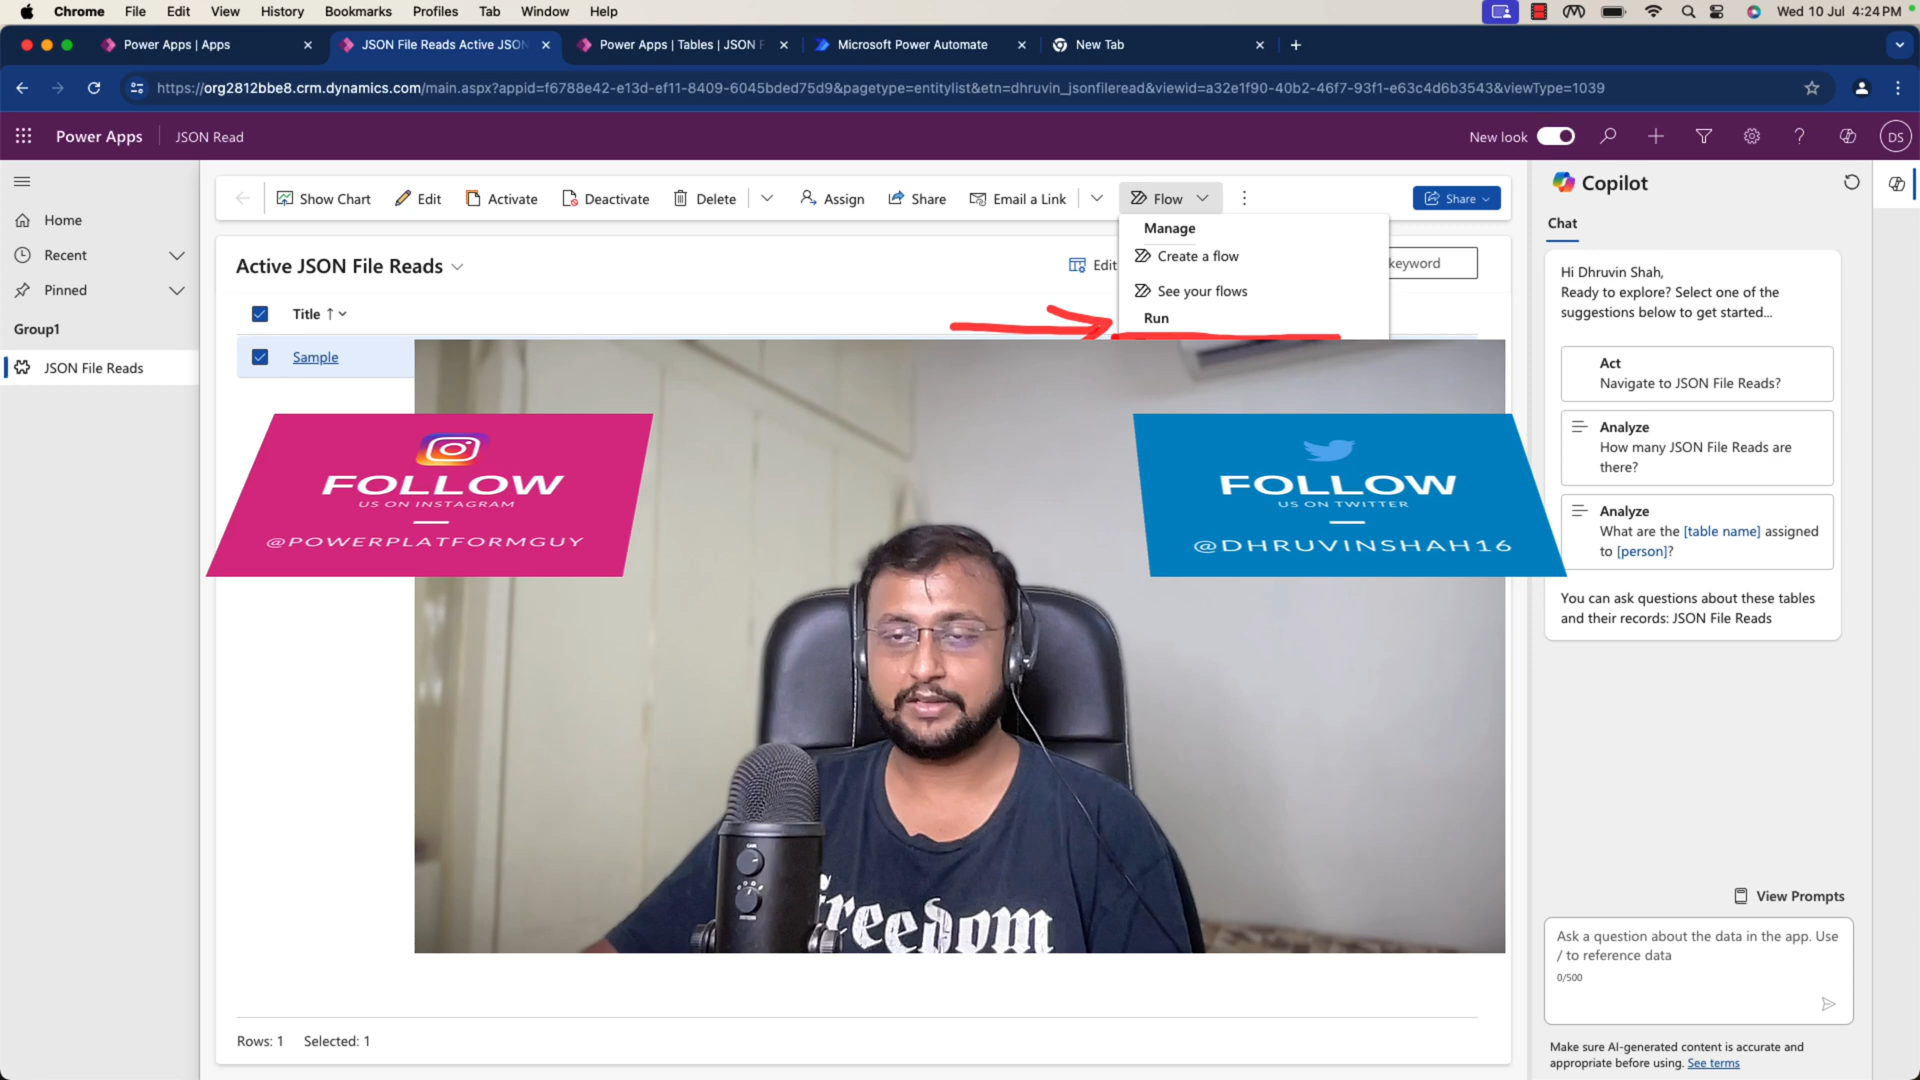 Chrome File Edit View History Bookmarks Profiles Tab Window Help
Wed 10 Jul 4:24 PM
Power Apps | Apps
JSON File Reads Active JSON
Power Apps | Tables | JSON F
Microsoft Power Automate
New Tab
https://org2812bbe8.crm.dynamics.com/main.aspx?appid=f6788e42-e13d-ef11-8409-6045bded75d9&pagetype=entitylist&etn=dhruvin_jsonfileread&viewid=a32e1f90-40b2-46f7-93f1-e63c4d6b3543&viewType=1039
Power Apps
JSON Read
New look
DS
Home
Recent
Pinned
Group1
JSON File Reads
Show Chart
Edit
Activate
Deactivate
Delete
Assign
Share
Email a Link
Flow
Share
Manage
Create a flow
See your flows
Run
Active JSON File Reads
Edit
keyword
Title
Sample
FOLLOW
US ON INSTAGRAM
@POWERPLATFORMGUY
FOLLOW
US ON TWITTER
@DHRUVINSHAH16
freedom
Rows: 1 Selected: 1
Copilot
Chat
Hi Dhruvin Shah,
Ready to explore? Select one of the
suggestions below to get started...
Act
Navigate to JSON File Reads?
Analyze
How many JSON File Reads are
there?
Analyze
What are the [table name] assigned
to [person]?
You can ask questions about these tables
and their records: JSON File Reads
View Prompts
Ask a question about the data in the app. Use
/ to reference data
0/500
Make sure AI-generated content is accurate and
appropriate before using. See terms